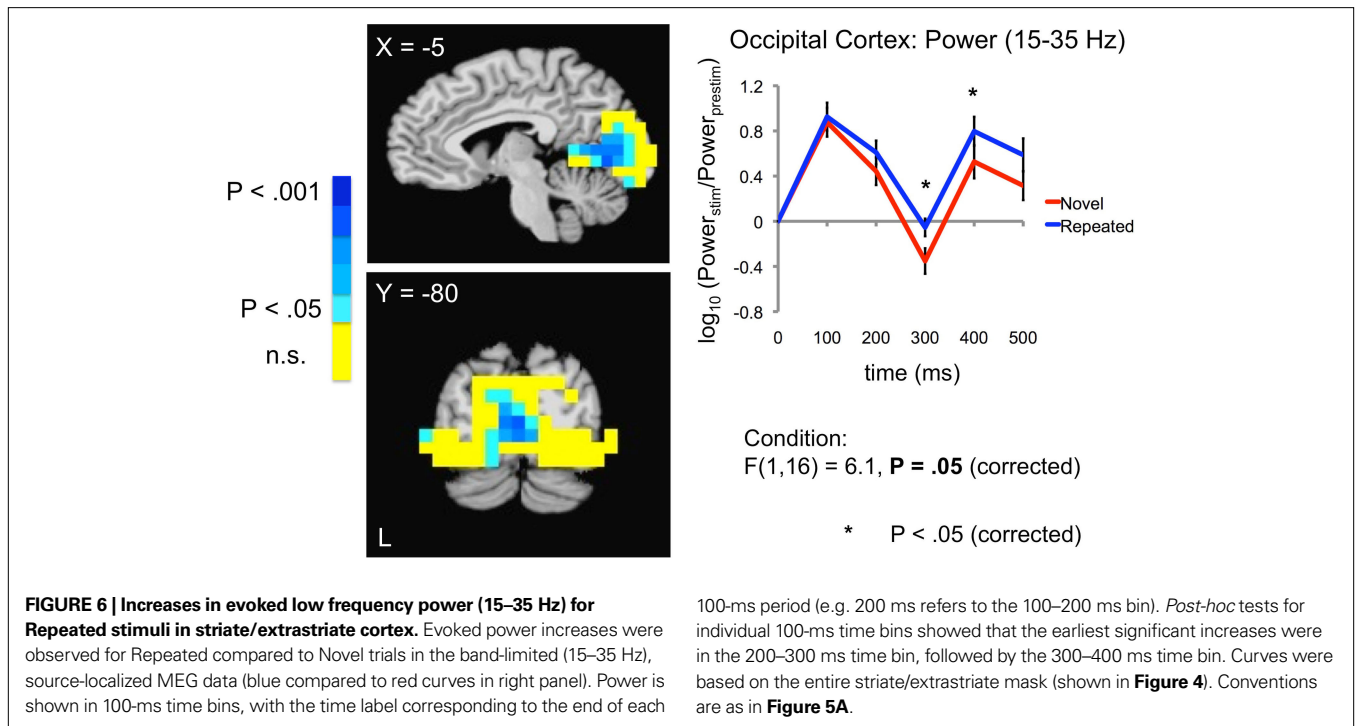 X = -5
P < .001
P < .05
n.s.
Y = -80
L
Occipital Cortex: Power (15-35 Hz)
log10 (Powerstim/Powerprestim)
1.2
0.8
0.4
0
-0.4
-0.8
0 100 200 300 400 500
time (ms)
*
*
Novel
Repeated
Condition:
F(1,16) = 6.1, P = .05 (corrected)
* P < .05 (corrected)
FIGURE 6 | Increases in evoked low frequency power (15–35 Hz) for
Repeated stimuli in striate/extrastriate cortex. Evoked power increases were
observed for Repeated compared to Novel trials in the band-limited (15–35 Hz),
source-localized MEG data (blue compared to red curves in right panel). Power is
shown in 100-ms time bins, with the time label corresponding to the end of each
100-ms period (e.g. 200 ms refers to the 100–200 ms bin). Post-hoc tests for
individual 100-ms time bins showed that the earliest significant increases were
in the 200–300 ms time bin, followed by the 300–400 ms time bin. Curves were
based on the entire striate/extrastriate mask (shown in Figure 4). Conventions
are as in Figure 5A.